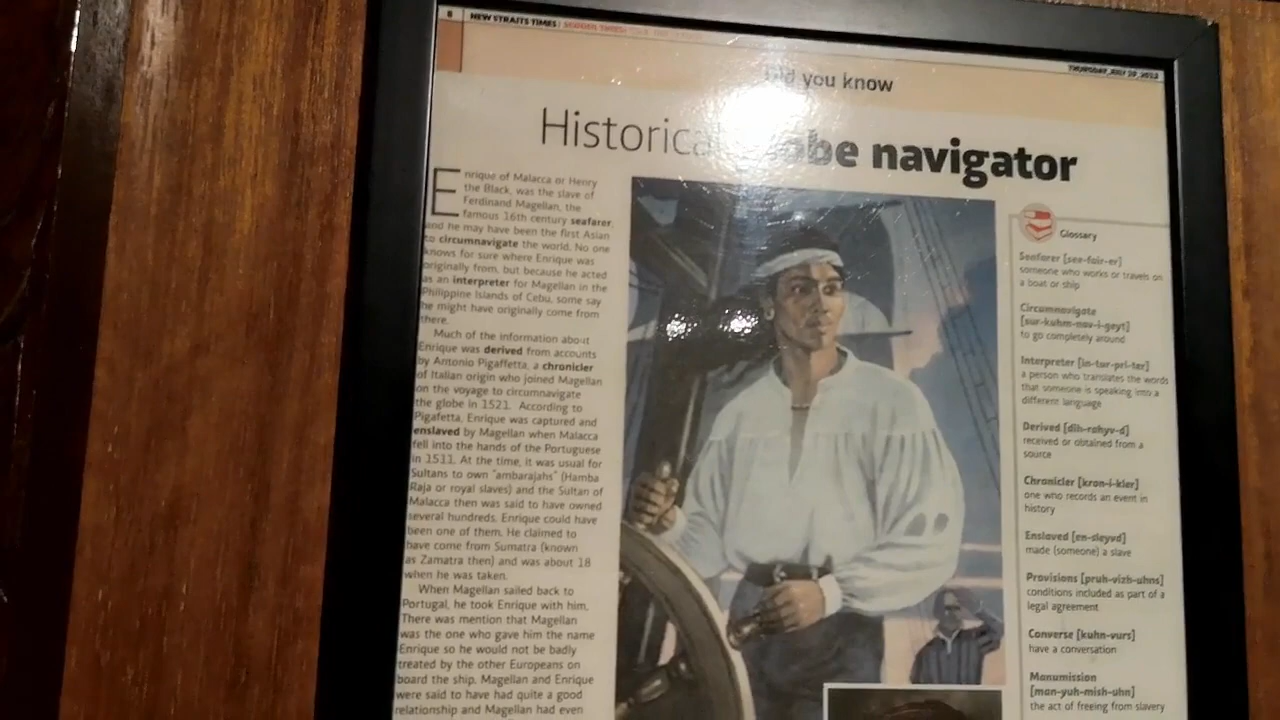 8 NEW STRAITS TIMES
THURSDAY, JULY
you know
Historical navigator
Enrique of Malacca or Henry
the Black, was the slave of
Ferdinand Magellan, the
famous 16th century seafarer
and he may have been the first Asian
to circumnavigate the world. No one
knows for sure where Enrique was
originally from, but because he acted
as an interpreter for Magellan in the
Philippine Islands of Cebu, some say
he might have originally come from
there.
Much of the information about
Enrique was derived from accounts
by Antonio Pigaffetta, a chronicler
of Italian origin who joined Magellan
on the voyage to circumnavigate
the globe in 1521. According to
Pigafetta, Enrique was captured and
enslaved by Magellan when Malacca
fell into the hands of the Portuguese
in 1511. At the time, it was usual for
Sultans to own "ambarajahs" (Hamba
Raja or royal slaves) and the Sultan of
Malacca then was said to have owned
several hundreds. Enrique could have
been one of them. He claimed to
have come from Sumatra (known
as Zamatra then) and was about 18
when he was taken.
When Magellan sailed back to
Portugal, he took Enrique with him.
There was mention that Magellan
was the one who gave him the name
Enrique so he would not be badly
treated by the other Europeans on
board the ship. Magellan and Enrique
were said to have had quite a good
relationship and Magellan had even
Glossary
Seafarer [see-fair-er]
someone who works or travels on
a boat or ship
Circumnavigate
[sur-kuhm-nav-i-geyt]
to go completely around
Interpreter [in-tur-pri-ter]
a person who translates the words
that someone is speaking into a
different language
Derived [dih-rahyv-d]
received or obtained from a
source
Chronicler [kron-i-kler]
one who records an event in
history
Enslaved [en-sleyvd]
made (someone) a slave
Provisions [pruh-vizh-uhns]
conditions included as part of a
legal agreement
Converse [kuhn-vurs]
have a conversation
Manumission
[man-yuh-mish-uhn]
the act of freeing from slavery